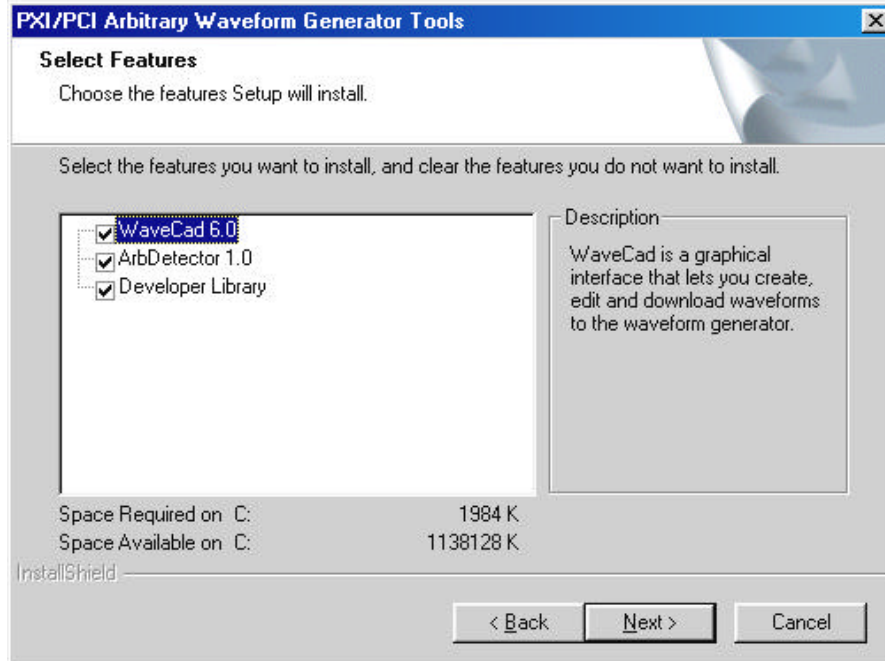 PXI/PCI Arbitrary Waveform Generator Tools
Select Features
Choose the features Setup will install.
Select the features you want to install, and clear the features you do not want to install.
WaveCad 6.0
ArbDetector 1.0
Developer Library
Description
WaveCad is a graphical
interface that lets you create,
edit and download waveforms
to the waveform generator.
Space Required on C: 1984 K
Space Available on C: 1138128 K
InstallShield
< Back Next > Cancel